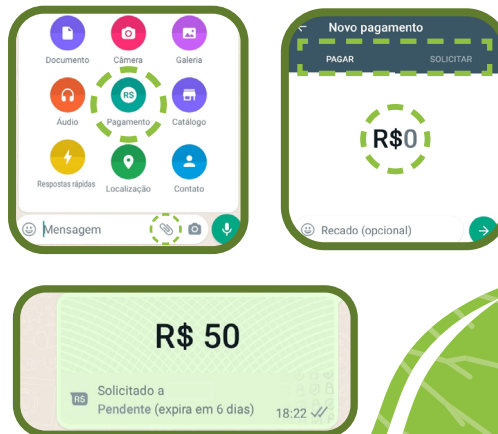 Documento Câmera Galeria
R$
Áudio Pagamento Catálogo
Respostas rápidas Localização Contato
Mensagem
Novo pagamento
PAGAR SOLICITAR
R$0
Recado (opcional)
R$ 50
R$ Solicitado a
Pendente (expira em 6 dias) 18:22